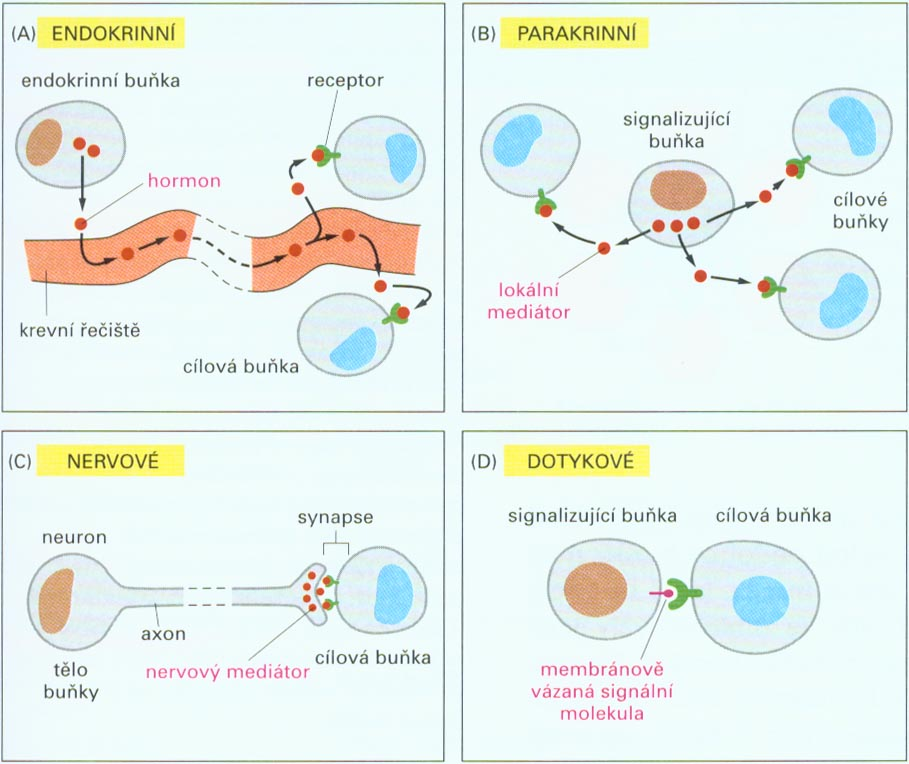 (A) ENDOKRINNÍ
endokrinní buňka
receptor
hormon
krevní řečiště
cílová buňka
(B) PARAKRINNÍ
signalizující
buňka
cílové
buňky
lokální
mediátor
(C) NERVOVÉ
synapse
neuron
axon
nervový mediátor
cílová buňka
tělo
buňky
(D) DOTYKOVÉ
signalizující buňka
cílová buňka
membránově
vázaná signální
molekula